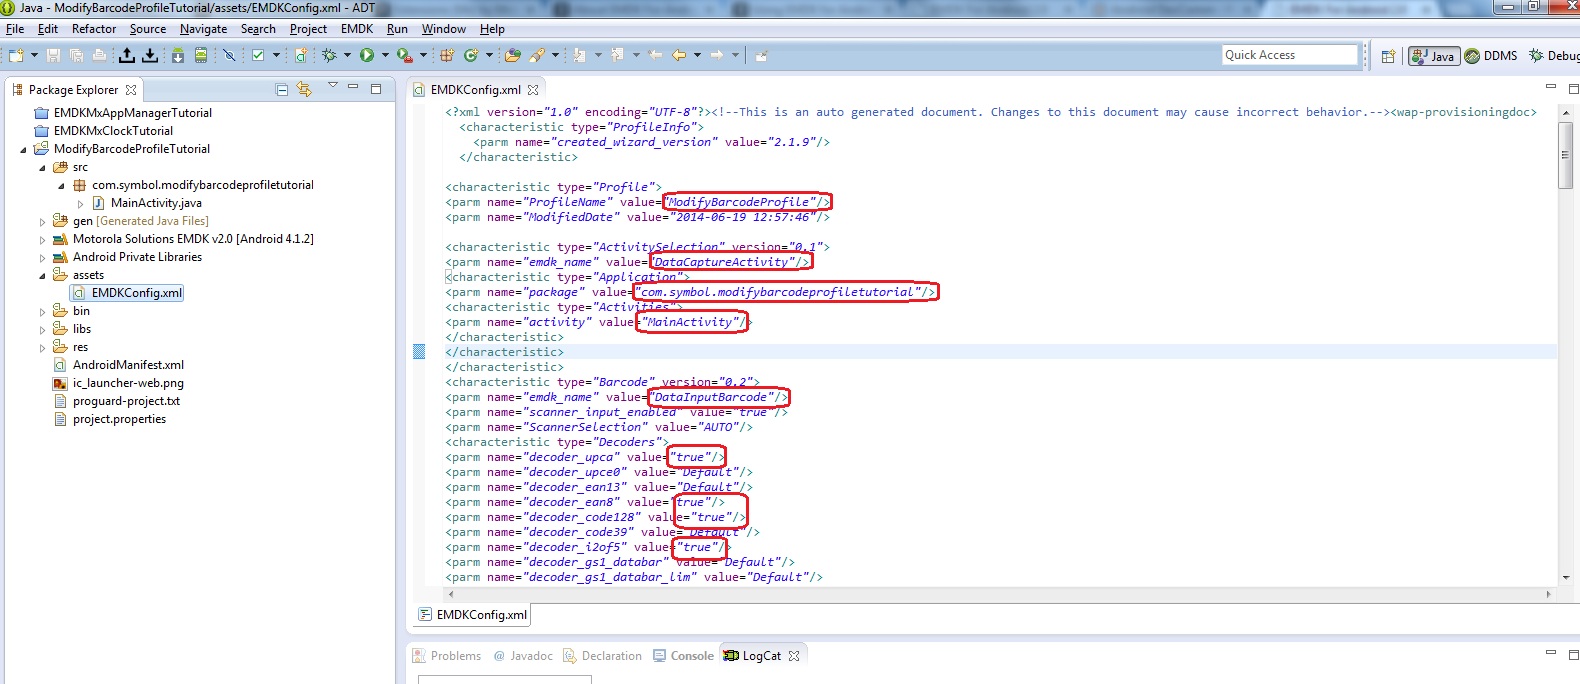 Java - ModifyBarcodeProfileTutorial/assets/EMDKConfig.xml - ADT
File Edit Refactor Source Navigate Search Project EMDK Run Window Help
Quick Access
Java
DDMS
Debug
Package Explorer
EMDKMxAppManagerTutorial
EMDKMxClockTutorial
ModifyBarcodeProfileTutorial
src
com.symbol.modifybarcodeprofiletutorial
MainActivity.java
gen [Generated Java Files]
Motorola Solutions EMDK v2.0 [Android 4.1.2]
Android Private Libraries
assets
EMDKConfig.xml
bin
libs
res
AndroidManifest.xml
ic_launcher-web.png
proguard-project.txt
project.properties
EMDKConfig.xml
<?xml version="1.0" encoding="UTF-8"?><!--This is an auto generated document. Changes to this document may cause incorrect behavior.--><wap-provisioningdoc>
<characteristic type="ProfileInfo">
<parm name="created_wizard_version" value="2.1.9"/>
</characteristic>
<characteristic type="Profile">
<parm name="ProfileName" value="ModifyBarcodeProfile"/>
<parm name="ModifiedDate" value="2014-06-19 12:57:46"/>
<characteristic type="ActivitySelection" version="0.1">
<parm name="emdk_name" value="DataCaptureActivity"/>
<characteristic type="Application">
<parm name="package" value="com.symbol.modifybarcodeprofiletutorial"/>
<characteristic type="Activities">
<parm name="activity" value="MainActivity"/>
</characteristic>
</characteristic>
</characteristic>
<characteristic type="Barcode" version="0.2">
<parm name="emdk_name" value="DataInputBarcode"/>
<parm name="scanner_input_enabled" value="true"/>
<parm name="ScannerSelection" value="AUTO"/>
<characteristic type="Decoders">
<parm name="decoder_upca" value="true"/>
<parm name="decoder_upce0" value="Default"/>
<parm name="decoder_ean13" value="Default"/>
<parm name="decoder_ean8" value="true"/>
<parm name="decoder_code128" value="true"/>
<parm name="decoder_code39" value="Default"/>
<parm name="decoder_i2of5" value="true"/>
<parm name="decoder_gs1_databar" value="Default"/>
<parm name="decoder_gs1_databar_lim" value="Default"/>
EMDKConfig.xml
Problems @ Javadoc Declaration Console LogCat